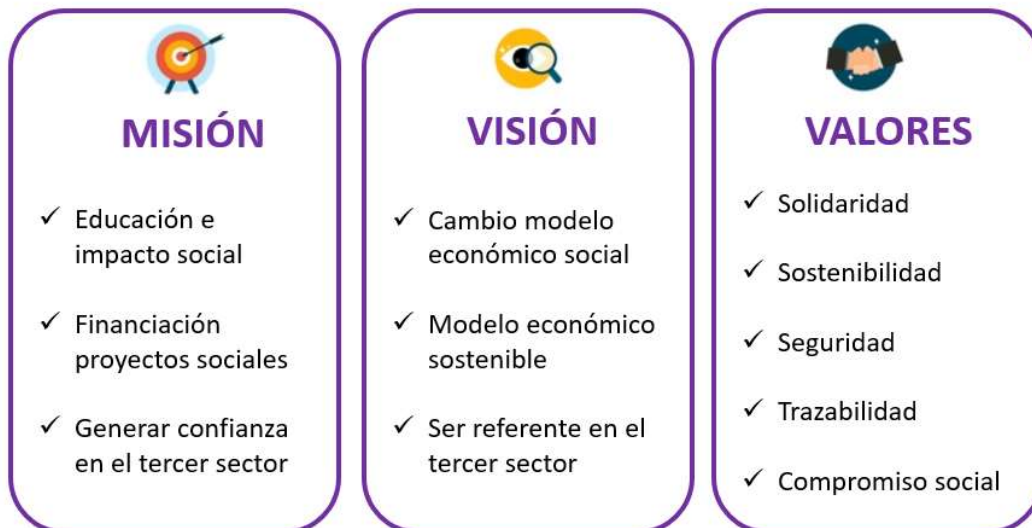 MISIÓN
✓ Educación e
impacto social
✓ Financiación
proyectos sociales
✓ Generar confianza
en el tercer sector
VISIÓN
✓ Cambio modelo
económico social
✓ Modelo económico
sostenible
✓ Ser referente en el
tercer sector
VALORES
✓ Solidaridad
✓ Sostenibilidad
✓ Seguridad
✓ Trazabilidad
✓ Compromiso social